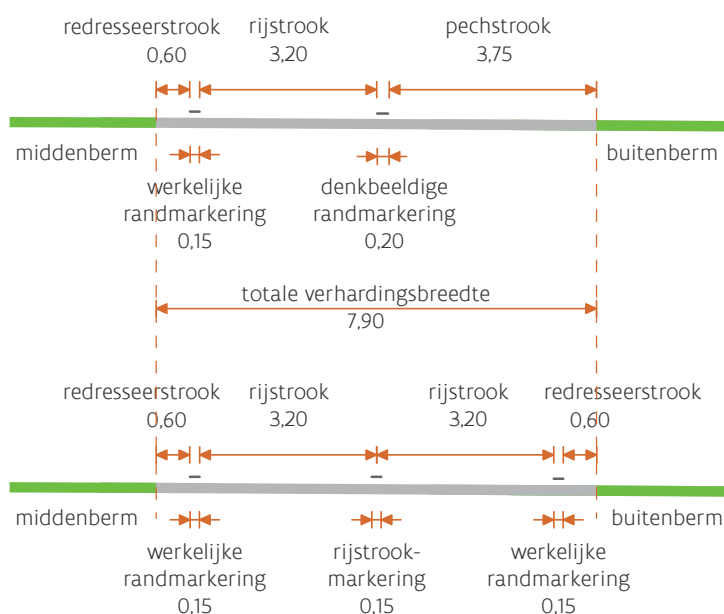 redresseerstrook rijstrook pechstrook
0,60 3,20 3,75
middenberm buitenberm
werkelijke denkbeeldige
randmarkering randmarkering
0,15 0,20
totale verhardingsbreedte
7,90
redresseerstrook rijstrook rijstrook redresseerstrook
0,60 3,20 3,20 0,60
middenberm buitenberm
werkelijke rijstrook- werkelijke
randmarkering markering randmarkering
0,15 0,15 0,15